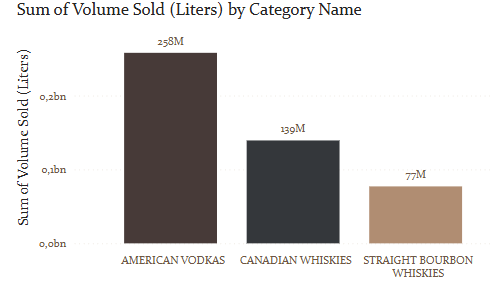 Sum of Volume Sold (Liters) by Category Name
Sum of Volume Sold (Liters)
0,2bn
0,1bn
0,0bn
258M
139M
77M
AMERICAN VODKAS
CANADIAN WHISKIES
STRAIGHT BOURBON
WHISKIES